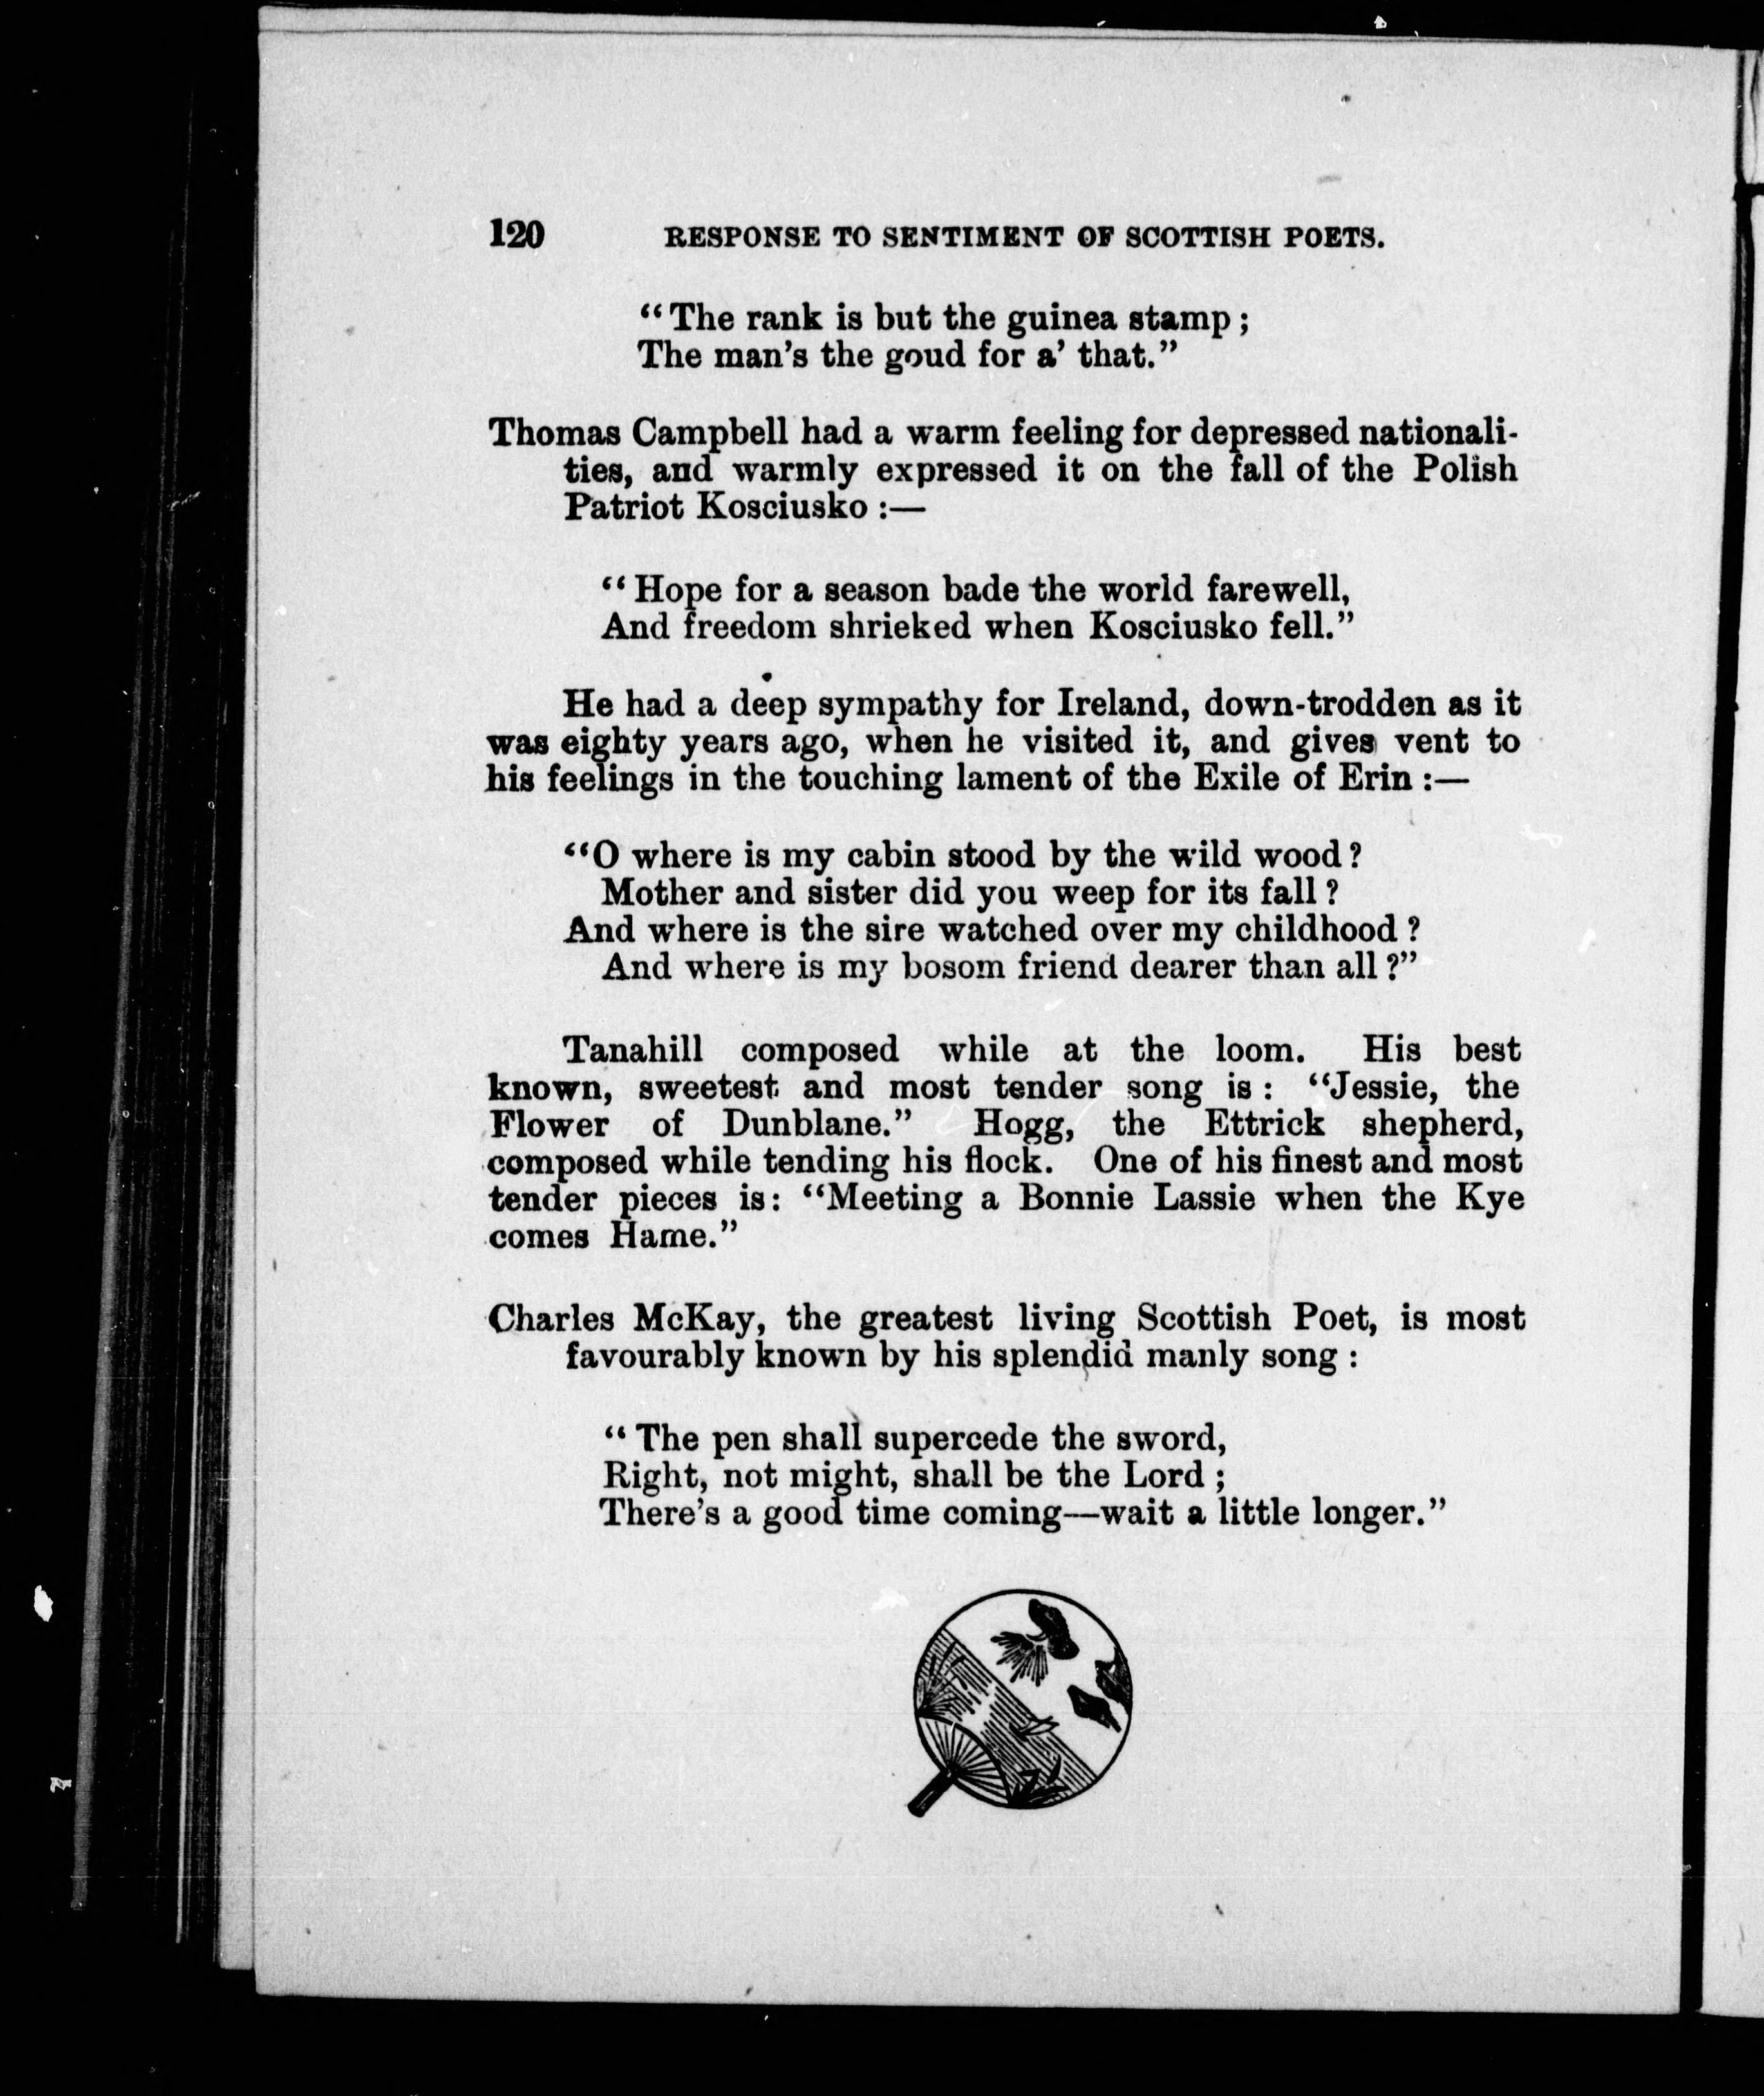 120 RESPONSE TO SENTIMENT OF SCOTTISH POETS.
“The rank is but the guinea stamp;
The man's the goud for a' that.”
Thomas Campbell had a warm feeling for depressed nationali-
ties, and warmly expressed it on the fall of the Polish
Patriot Kosciusko :—
“Hope for a season bade the world farewell,
And freedom shrieked when Kosciusko fell.”
He had a deep sympathy for Ireland, down-trodden as it
was eighty years ago, when he visited it, and gives vent to
his feelings in the touching lament of the Exile of Erin :—
“O where is my cabin stood by the wild wood?
Mother and sister did you weep for its fall?
And where is the sire watched over my childhood?
And where is my bosom friend dearer than all?”
Tanahill composed while at the loom. His best
known, sweetest and most tender song is: “Jessie, the
Flower of Dunblane.” Hogg, the Ettrick shepherd,
composed while tending his flock. One of his finest and most
tender pieces is: “Meeting a Bonnie Lassie when the Kye
comes Hame.”
Charles McKay, the greatest living Scottish Poet, is most
favourably known by his splendid manly song :
“The pen shall supercede the sword,
Right, not might, shall be the Lord;
There's a good time coming—wait a little longer.”